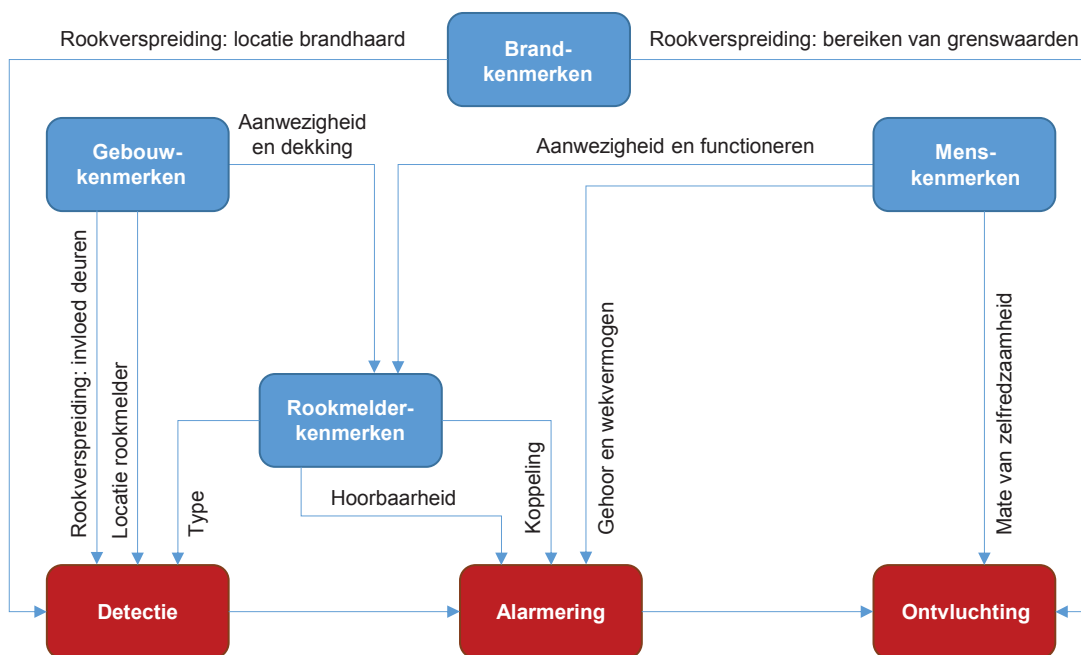 Rookverspreiding: locatie brandhaard
Brand-
kenmerken
Rookverspreiding: bereiken van grenswaarden
Gebouw-
kenmerken
Aanwezigheid
en dekking
Aanwezigheid en functioneren
Mens-
kenmerken
Rookverspreiding: invloed deuren
Locatie rookmelder
Type
Rookmelder-
kenmerken
Hoorbaarheid
Koppeling
Gehoor en wekvermogen
Mate van zelfredzaamheid
Detectie
Alarmering
Ontvluchting